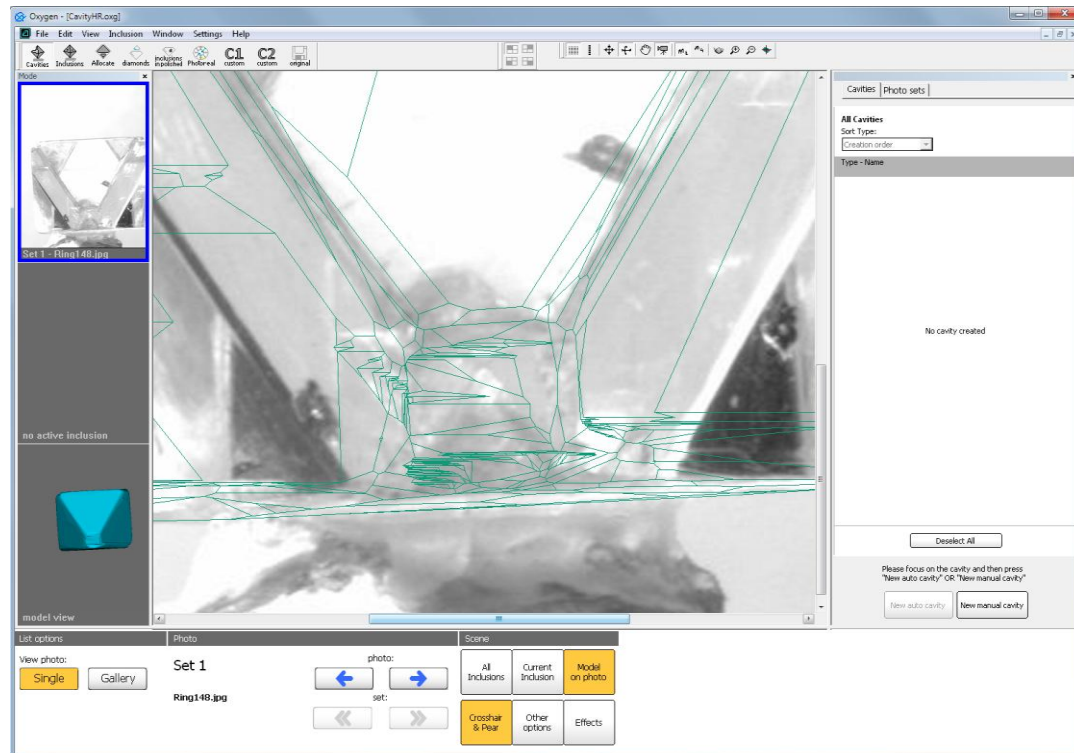 Oxygen - [CavityHR.oxg]
File Edit View Inclusion Window Settings Help
Cavities
Inclusions
Allocate
diamonds
inclusions in polished
Photoreal
C1 custom
C2 custom
original
Mode
Set 1 - Ring148.jpg
no active inclusion
model view
Cavities
Photo sets
All Cavities
Sort Type:
Creation order
Type - Name
No cavity created
Deselect All
Please focus on the cavity and then press
"New auto cavity" OR "New manual cavity"
New auto cavity
New manual cavity
List options
View photo:
Single
Gallery
Photo
Set 1
Ring148.jpg
photo:
set:
Scene
All
Inclusions
Current
Inclusion
Model
on photo
Crosshair
& Pear
Other
options
Effects